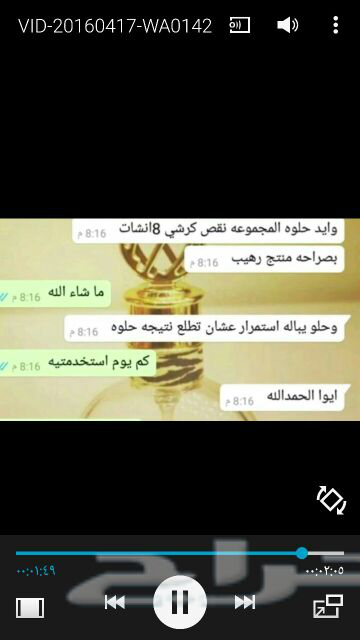 VID-20160417-WA0142
وايد حلوه المجموعه نقص كرشي 8انشات
8:16 م
بصراحه منتج رهيب
8:16 م
ما شاء الله
8:16 م
وحلو يباله استمرار عشان تطلع نتيجه حلوه
8:16 م
كم يوم استخدمتيه
8:16 م
ايوا الحمدالله
8:16 م
حراج
٠٠:٠١:٤٩
٠٠:٠٢:٠٥